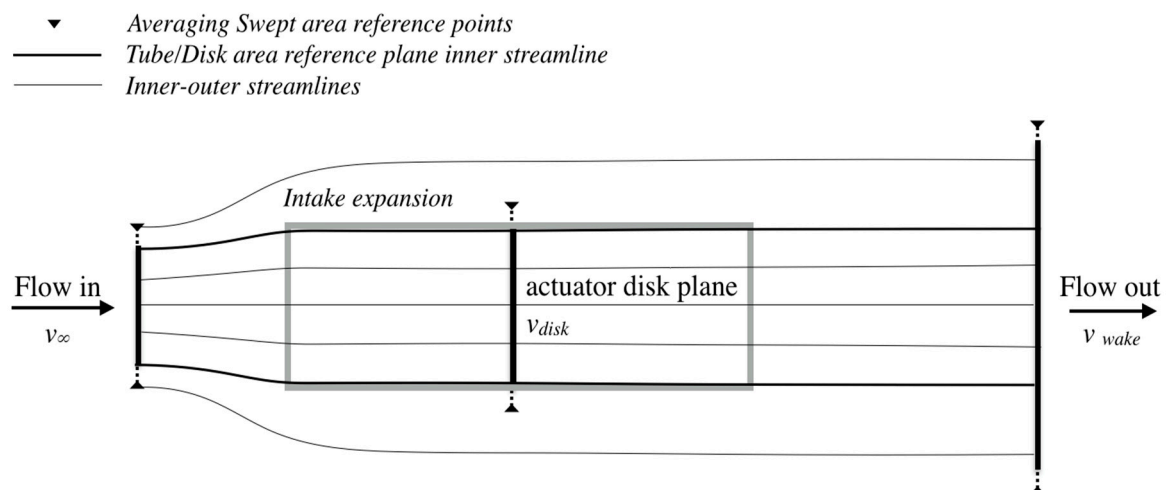 Averaging Swept area reference points
Tube/Disk area reference plane inner streamline
Inner-outer streamlines
Intake expansion
Flow in
v∞
actuator disk plane
vdisk
Flow out
v wake